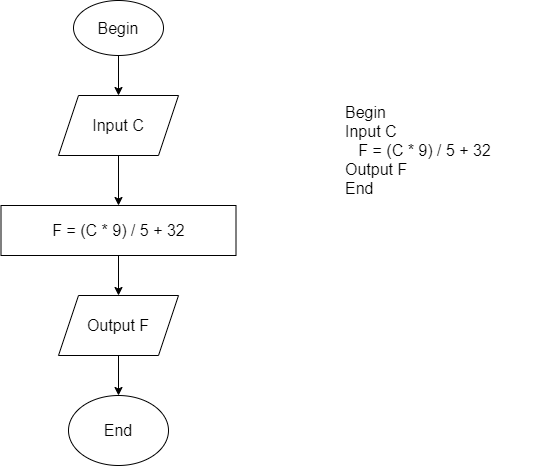 Begin
Input C
F = (C * 9) / 5 + 32
Output F
End
Begin
Input C
F = (C * 9) / 5 + 32
Output F
End